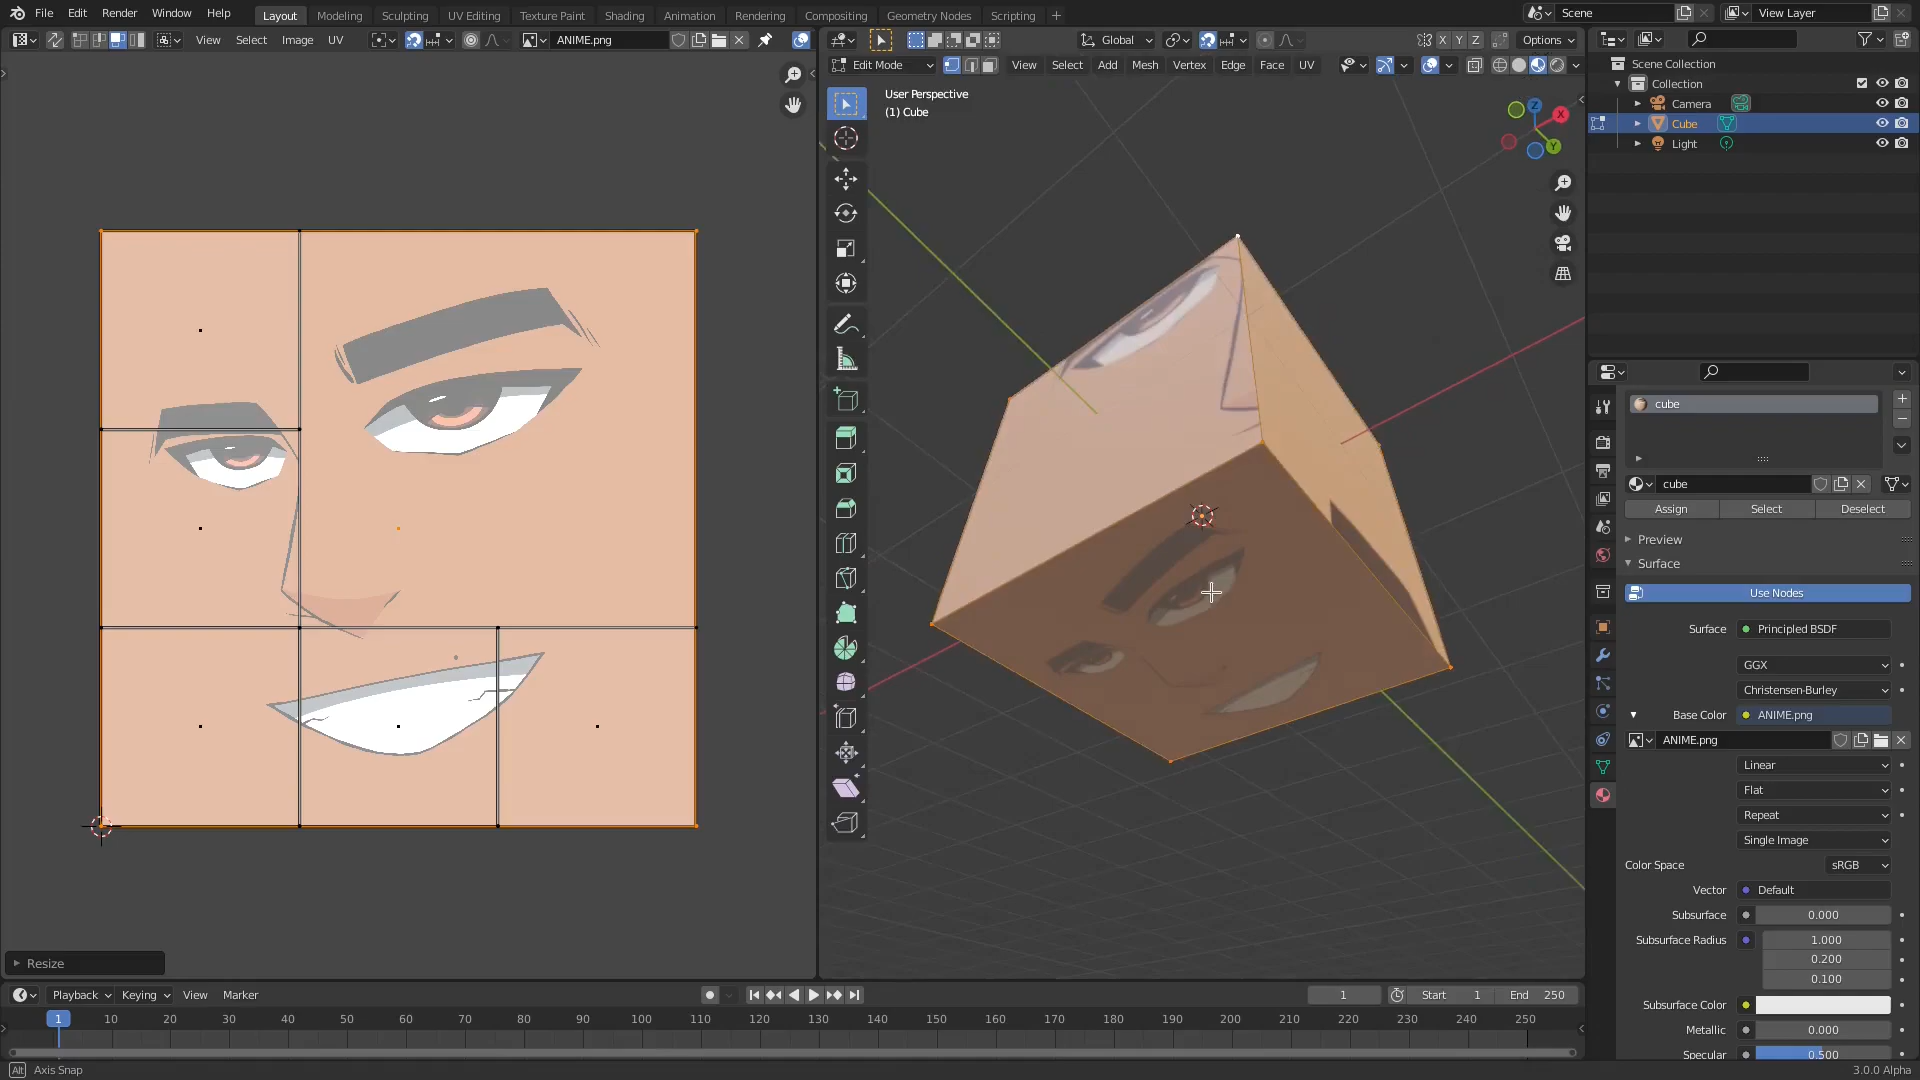 File Edit Render Window Help Layout Modeling Sculpting UV Editing Texture Paint Shading Animation Rendering Compositing Geometry Nodes Scripting + Scene View Layer
View Select Image UV ANIME.png Global X Y Z Options
Edit Mode View Select Add Mesh Vertex Edge Face UV
Scene Collection
Collection
Camera
Cube
Light
User Perspective
(1) Cube
Z
X
Y
cube
cube
Assign Select Deselect
Preview
Surface
Use Nodes
Surface Principled BSDF
GGX
Christensen-Burley
Base Color ANIME.png
ANIME.png
Linear
Flat
Repeat
Single Image
Color Space sRGB
Vector Default
Subsurface 0.000
Subsurface Radius 1.000
0.200
0.100
Subsurface Color
Metallic 0.000
Specular 0.500
Resize
Playback Keying View Marker 1 Start 1 End 250
1 10 20 30 40 50 60 70 80 90 100 110 120 130 140 150 160 170 180 190 200 210 220 230 240 250
Alt Axis Snap 3.0.0 Alpha